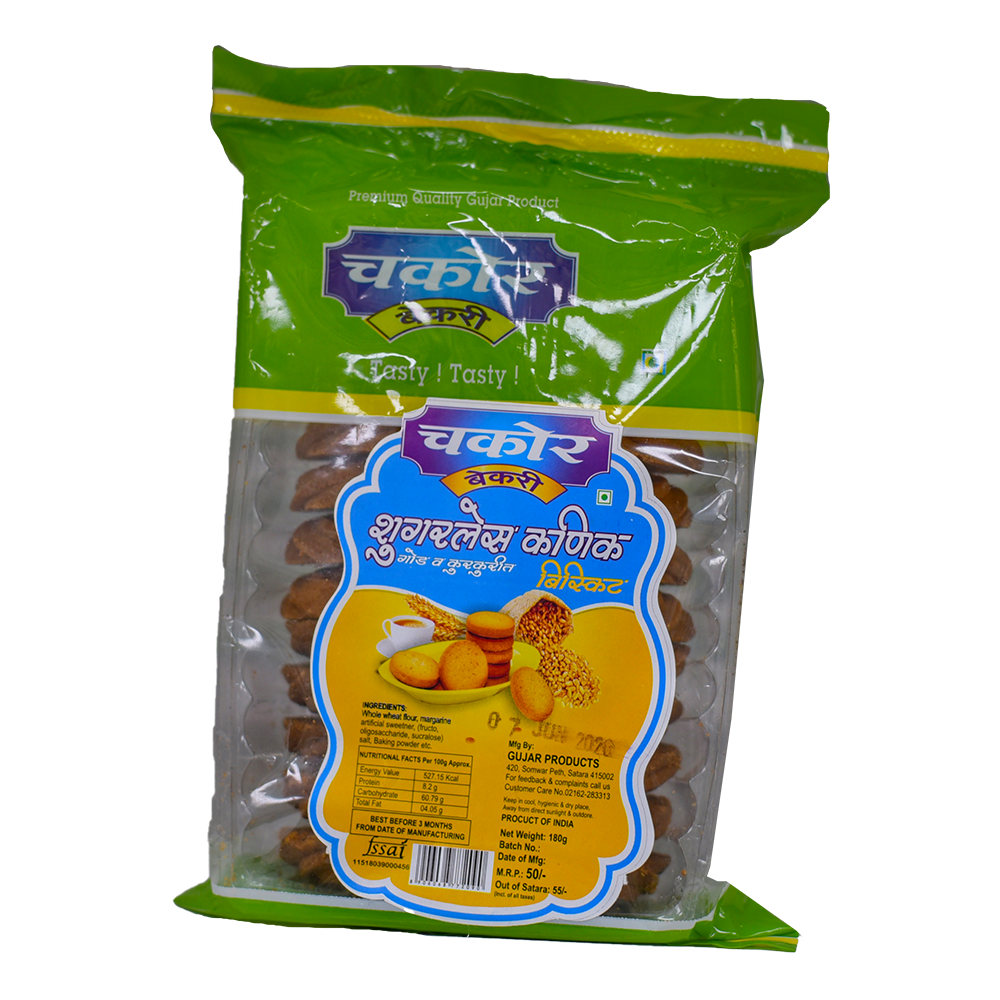 Premium Quality Gujar Product
चकोर
बेकरी
Tasty ! Tasty !
चकोर
बेकरी
शुगरलेस कणिक
गोड व कुरकुरीत
बिस्किट
INGREDIENTS:
Whole wheat flour, margarine
artificial sweetner, (fructo,
oligosaccharide, sucralose)
salt, Baking powder etc.
NUTRITIONAL FACTS Per 100g Approx.
Energy Value 527.15 Kcal
Protein 8.2 g
Carbohydrate 60.79 g
Total Fat 04.05 g
BEST BEFORE 3 MONTHS
FROM DATE OF MANUFACTURING
fssai
11518039000456
07 JUN 2020
Mfg By:
GUJAR PRODUCTS
420, Somwar Peth, Satara 415002
For feedback & complaints call us
Customer Care No.02162-283313
Keep in cool, hygienic & dry place,
Away from direct sunlight & outdore.
PRODUCT OF INDIA
Net Weight: 180g
Batch No.:
Date of Mfg:
M.R.P.: 50/-
Out of Satara: 55/-
(Incl. of all taxes)